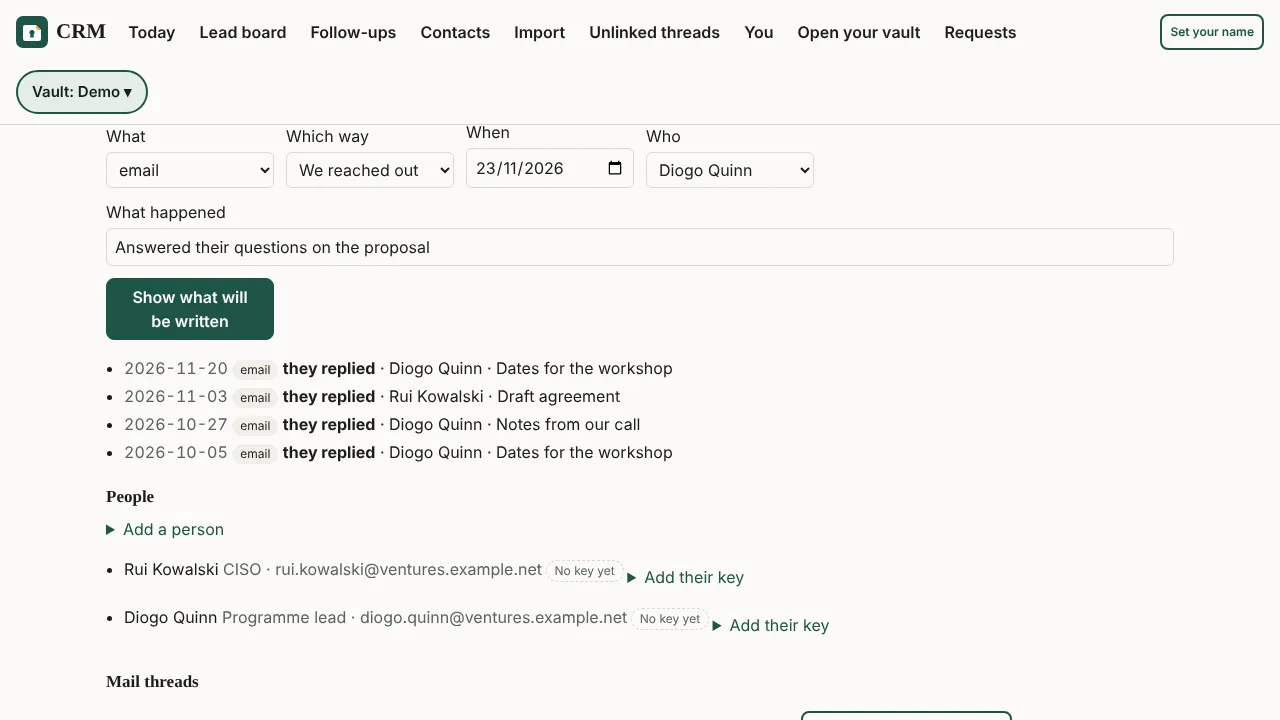 CRM Today Lead board Follow-ups Contacts Import Unlinked threads You Open your vault Requests Set your name
Vault: Demo ▾
What Which way When Who
email We reached out 23/11/2026 Diogo Quinn
What happened
Answered their questions on the proposal
Show what will
be written
2026-11-20 email they replied · Diogo Quinn · Dates for the workshop
2026-11-03 email they replied · Rui Kowalski · Draft agreement
2026-10-27 email they replied · Diogo Quinn · Notes from our call
2026-10-05 email they replied · Diogo Quinn · Dates for the workshop
People
Add a person
Rui Kowalski CISO · rui.kowalski@ventures.example.net No key yet Add their key
Diogo Quinn Programme lead · diogo.quinn@ventures.example.net No key yet Add their key
Mail threads